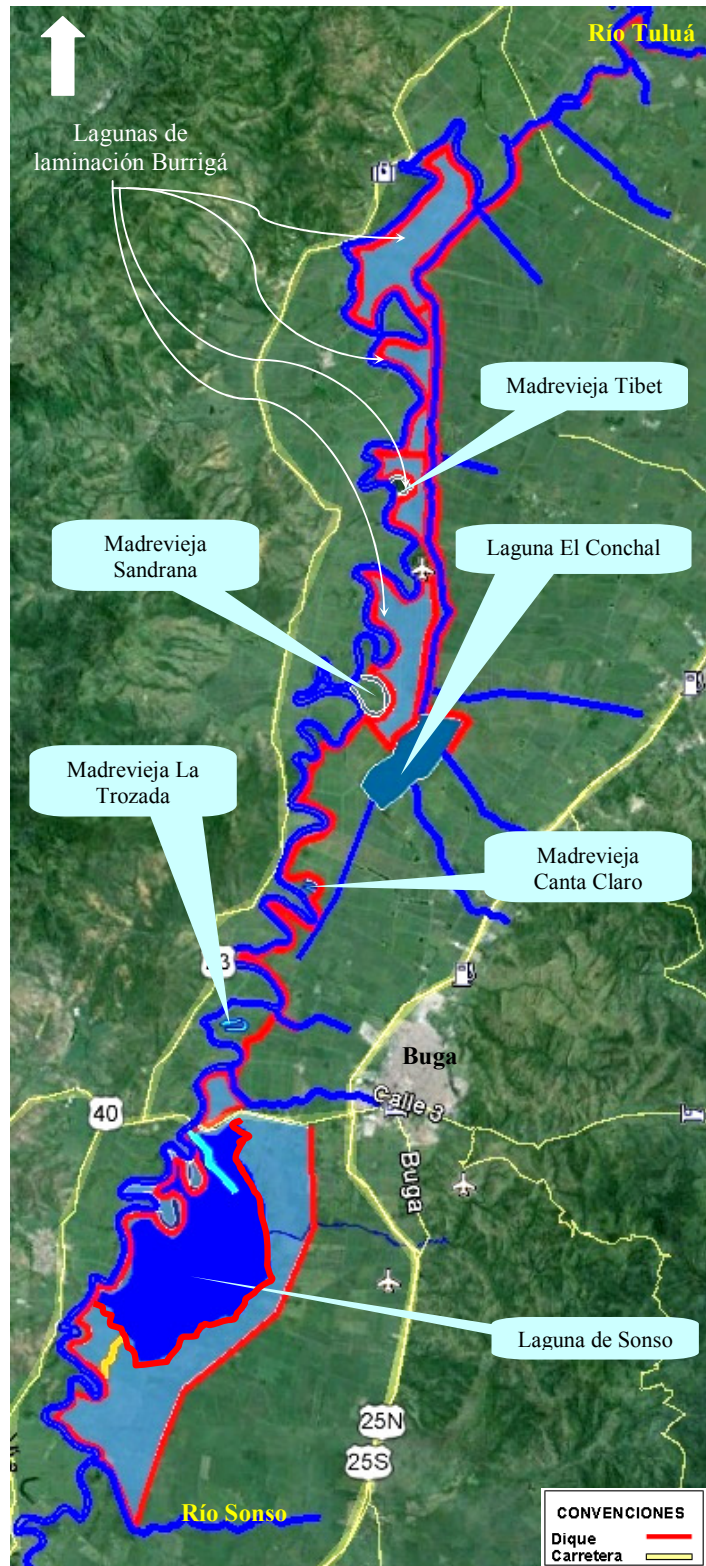 Río Tuluá
Lagunas de
laminación Burrigá
Madrevieja Tibet
Madrevieja
Sandrana
Laguna El Conchal
Madrevieja La
Trozada
Madrevieja
Canta Claro
Buga
40
Calle 3
Buga
Laguna de Sonso
25N
25S
Río Sonso
CONVENCIONES
Dique
Carretera